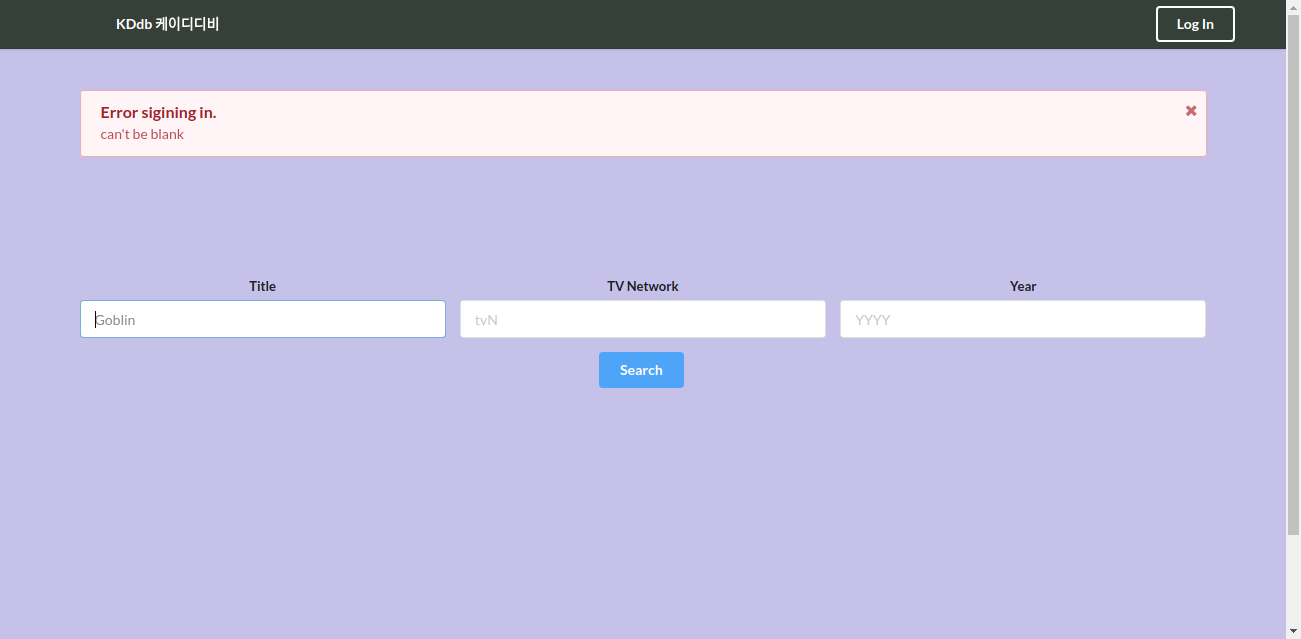 KDdb 케이디디비
Log In
Error sigining in.
can't be blank
Title
TV Network
Year
Goblin
tvN
YYYY
Search